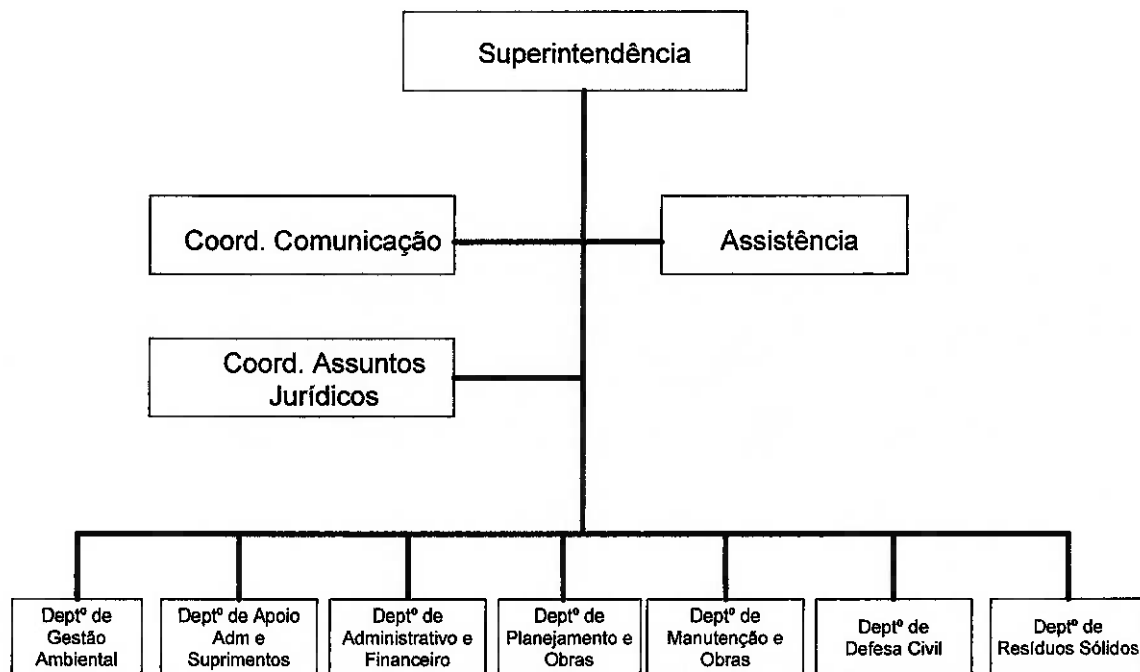 Superintendência
Coord. Comunicação
Assistência
Coord. Assuntos
Jurídicos
Deptº de
Gestão
Ambiental
Deptº de Apoio
Adm e
Suprimentos
Deptº de
Administrativo e
Financeiro
Deptº de
Planejamento e
Obras
Deptº de
Manutenção e
Obras
Deptº de
Defesa Civil
Deptº de
Resíduos Sólidos